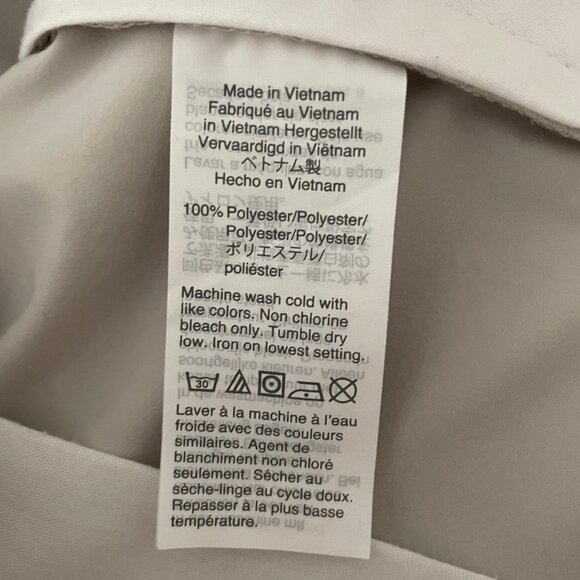 Made in Vietnam
Fabriqué au Vietnam
in Vietnam Hergestellt
Vervaardigd in Viëtnam
ベトナム製
Hecho en Vietnam
100% Polyester/Polyester/
Polyester/Polyester/
ポリエステル/
poliéster
Machine wash cold with
like colors. Non chlorine
bleach only. Tumble dry
low. Iron on lowest setting.
30
Laver à la machine à l'eau
froide avec des couleurs
similaires. Agent de
blanchiment non chloré
seulement. Sécher au
sèche-linge au cycle doux.
Repasser à la plus basse
température.